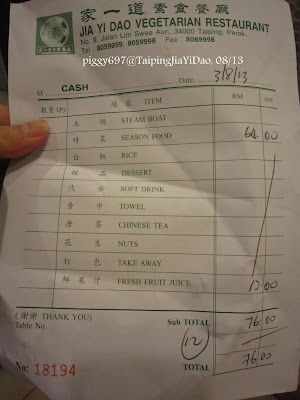 家一道素食餐廳
JIA YI DAO VEGETARIAN RESTAURANT
No. 9, Jalan Lim Swee Aun, 34000 Taiping, Perak.
Tel : 8059999, 8059998 Fax : 8089998
piggy697@TaipingJiaYiDao, 08/13
M CASH Date, 3/8/13
數量 Qty 項目 ITEM RM sen
生鍋 STEAM BOAT
時菜 SEASON FOOD 64.00
白飯 RICE
甜品 DESSERT
汽水 SOFT DRINK
香巾 TOWEL
唐茶 CHINESE TEA
花生 NUTS
打包 TAKE AWAY
鮮果汁 FRESH FRUIT JUICE 12.00
(謝謝 THANK YOU) Sub TOTAL 76.00
Table No. 12 TOTAL 76.00
No: 18194